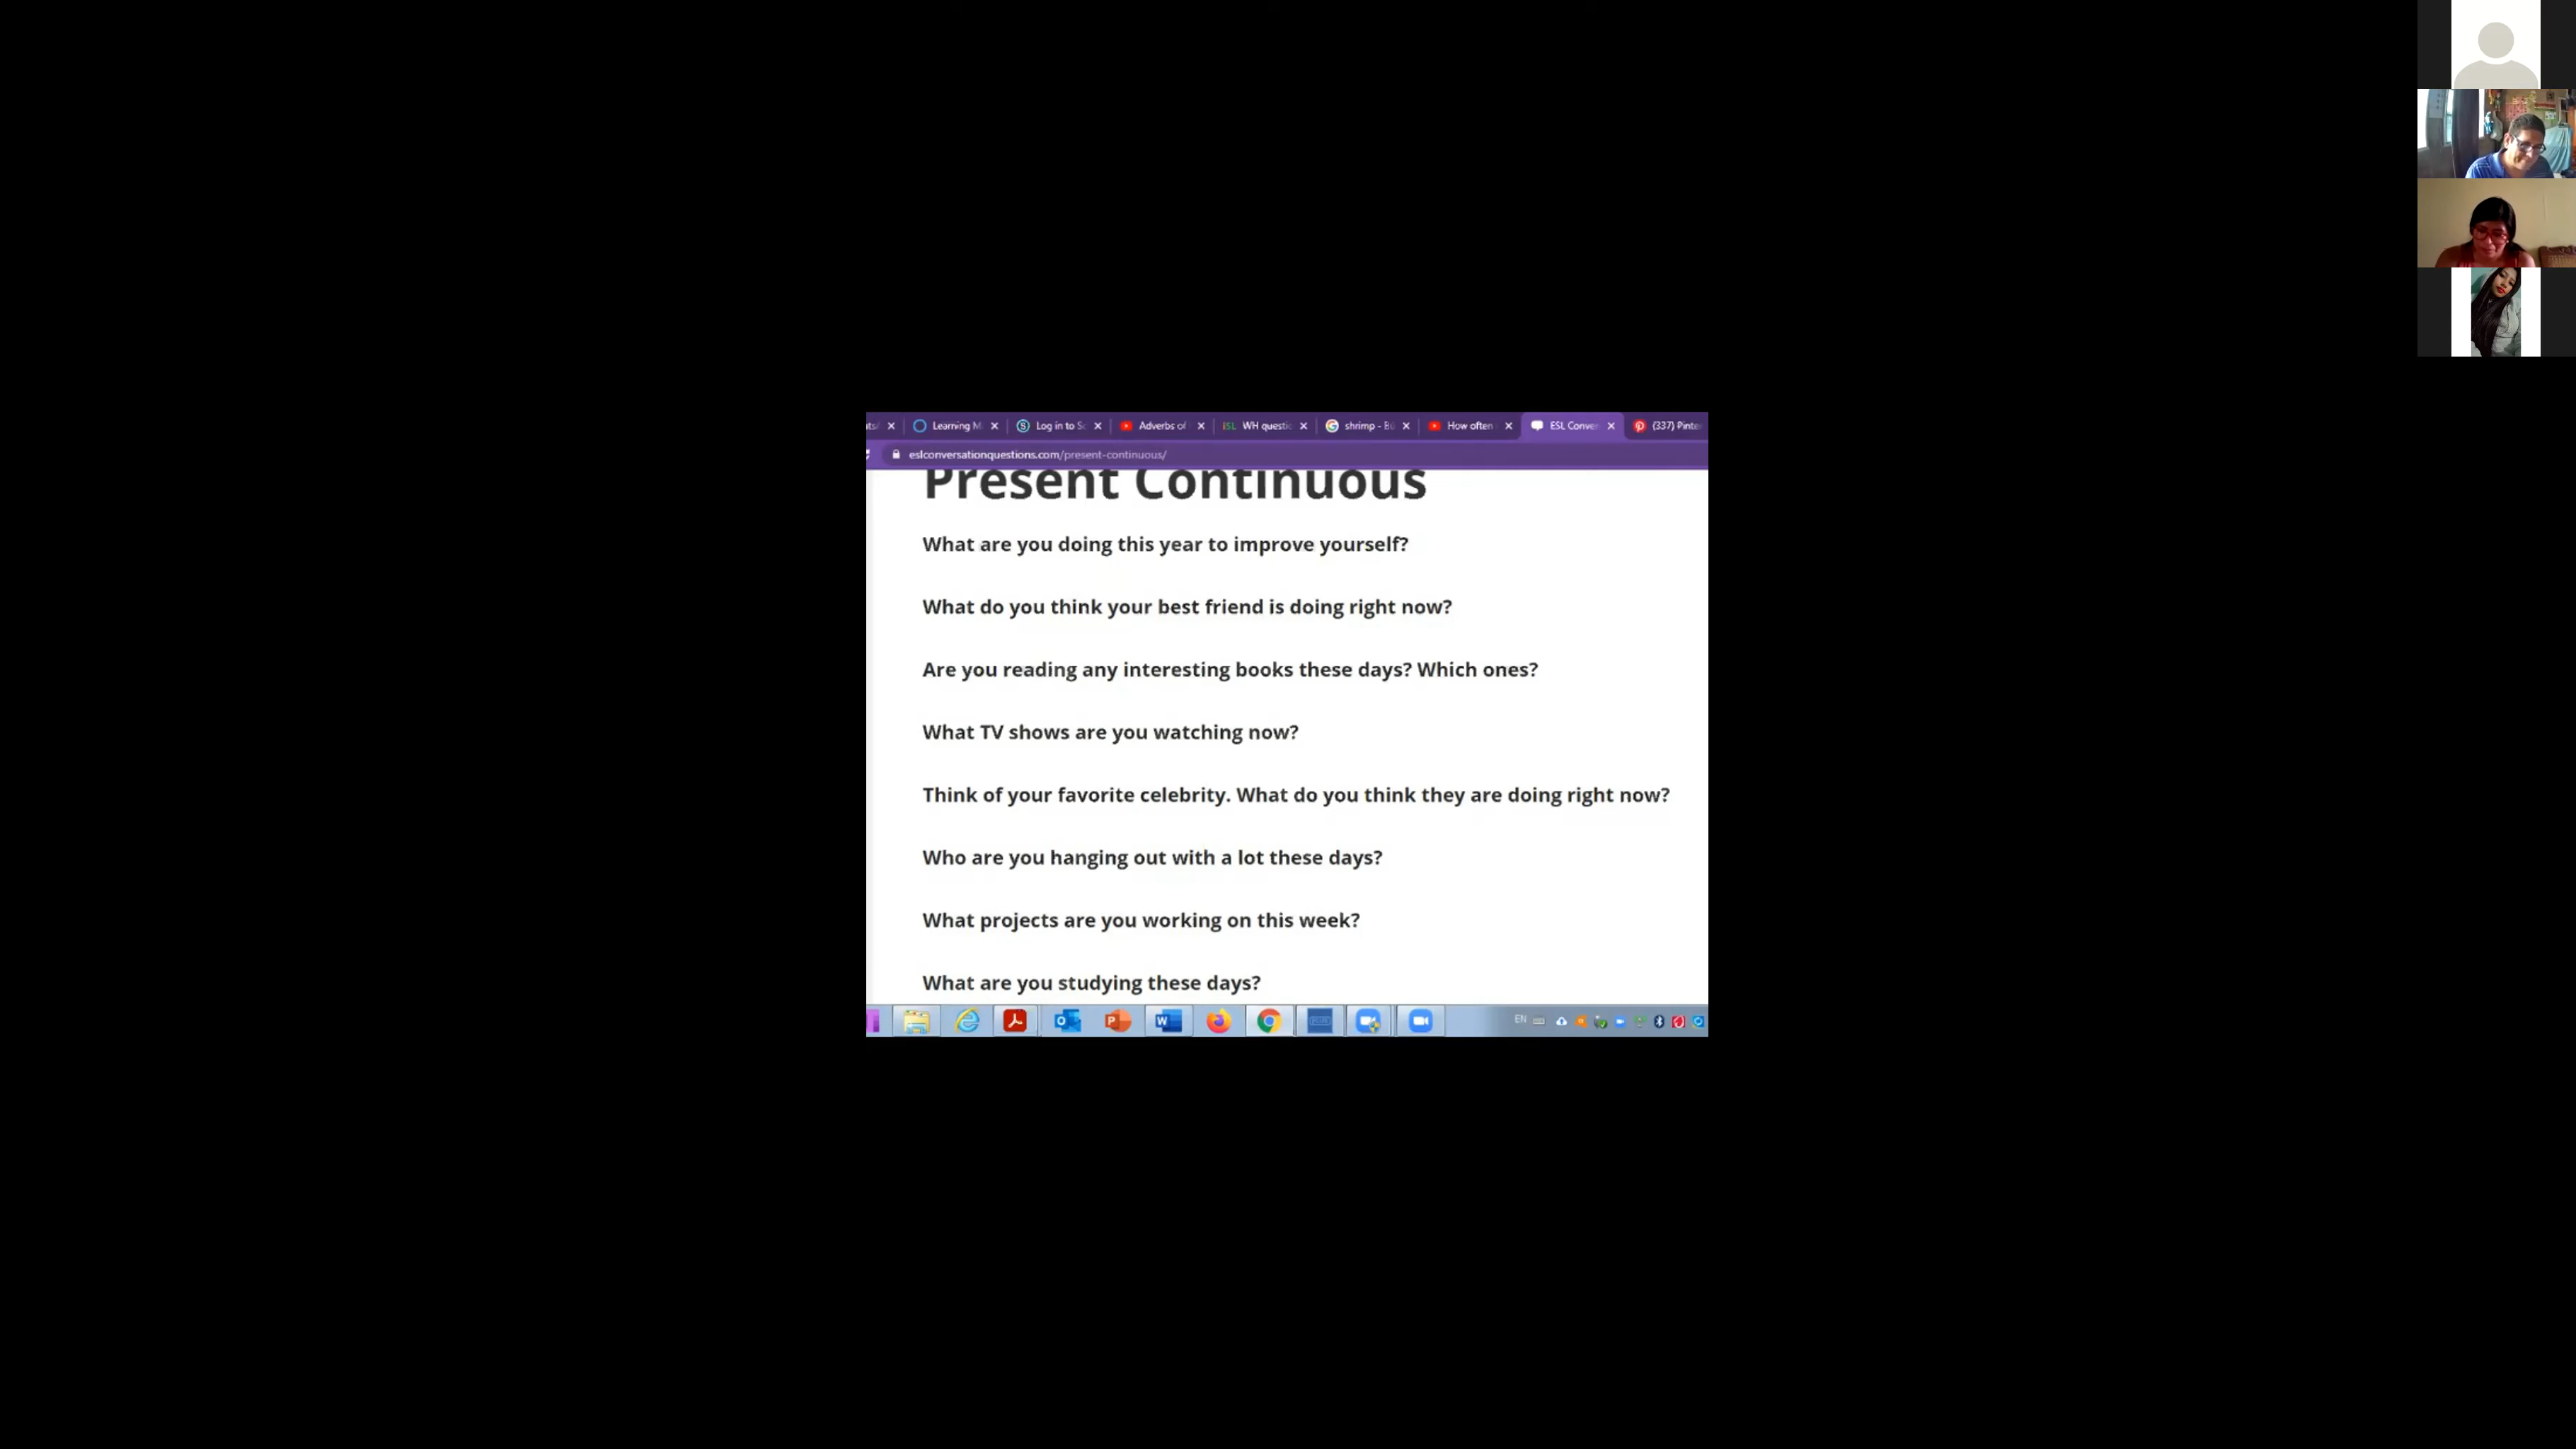 Learning M
Log in to Sc
Adverbs of
WH questic
shrimp - Bú
How often
ESL Conver
(337) Pinte
eslconversationquestions.com/present-continuous/
Present Continuous
What are you doing this year to improve yourself?
What do you think your best friend is doing right now?
Are you reading any interesting books these days? Which ones?
What TV shows are you watching now?
Think of your favorite celebrity. What do you think they are doing right now?
Who are you hanging out with a lot these days?
What projects are you working on this week?
What are you studying these days?
EN